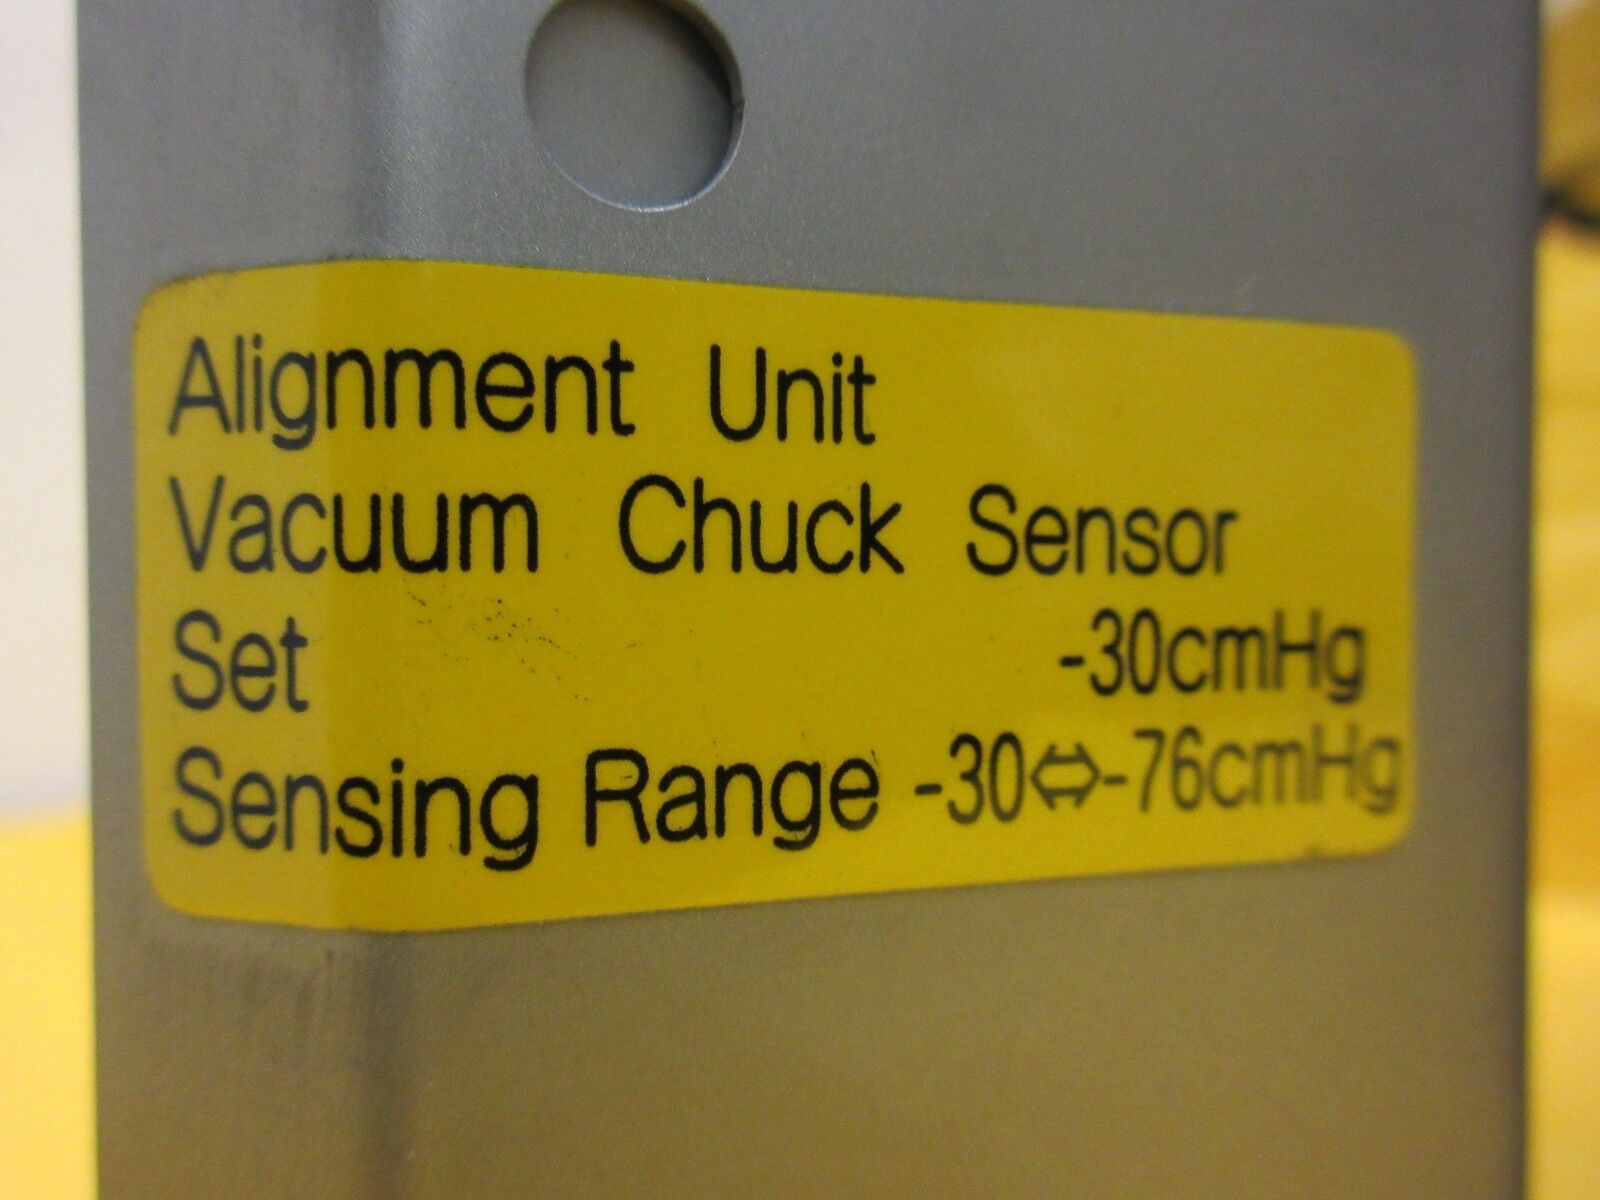 Alignment Unit
Vacuum Chuck Sensor
Set -30cmHg
Sensing Range -30⇔-76cmHg